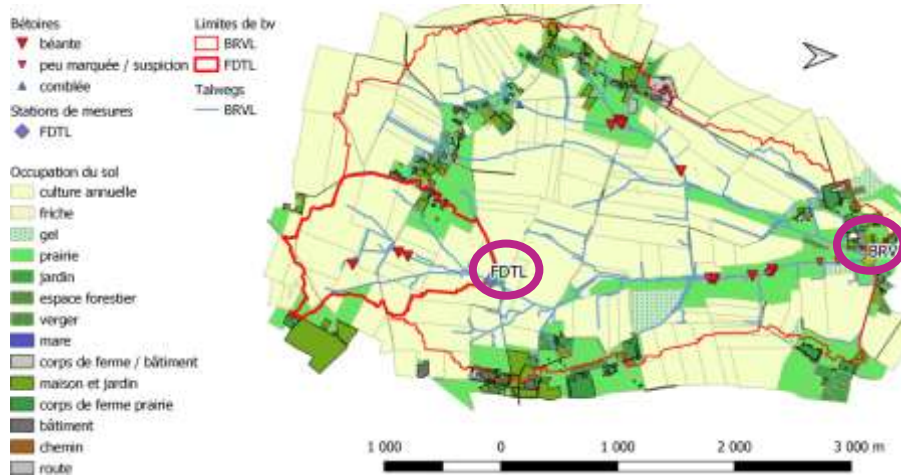 Bétoires
béante
peu marquée / suspicion
comblée
Stations de mesures
FDTL
Occupation du sol
culture annuelle
friche
gel
prairie
jardin
espace forestier
verger
mare
corps de ferme / bâtiment
maison et jardin
corps de ferme prairie
bâtiment
chemin
route
Limites de bv
BRVL
FDTL
Talwegs
BRVL
FDTL
BRV
1 000 0 1 000 2 000 3 000 m